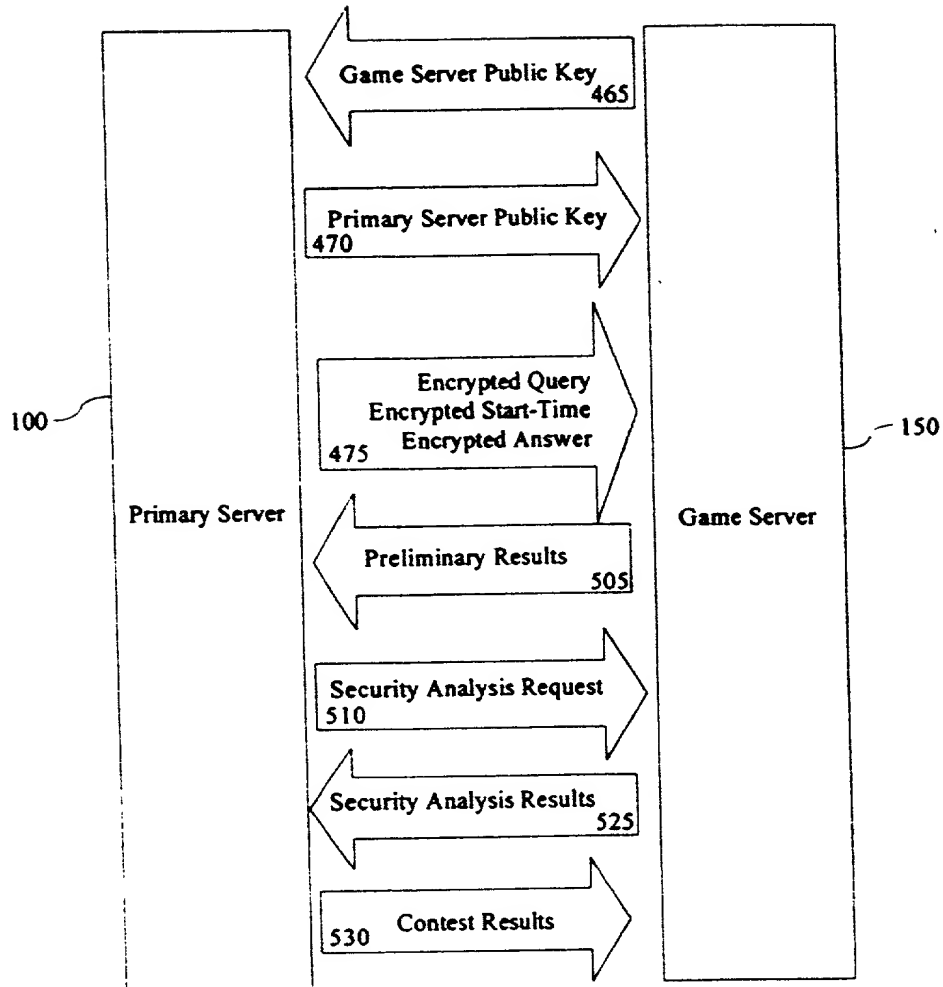 Game Server Public Key
465
Primary Server Public Key
470
Encrypted Query
Encrypted Start-Time
Encrypted Answer
475
100
150
Primary Server
Game Server
Preliminary Results
505
Security Analysis Request
510
Security Analysis Results
525
Contest Results
530